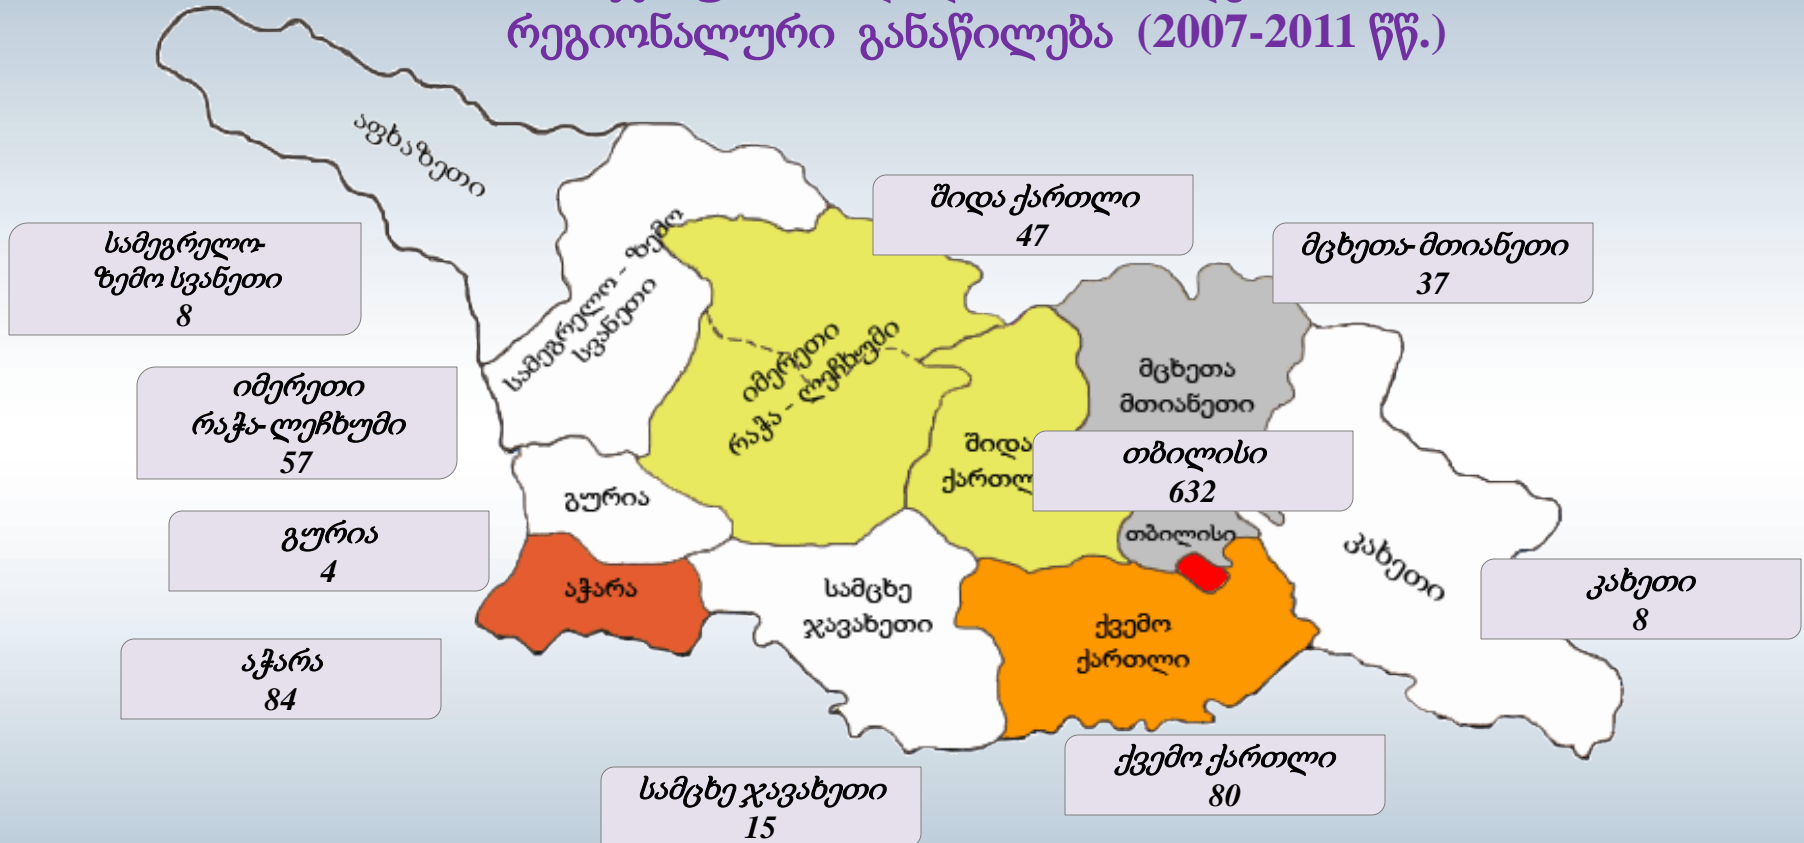 რეგიონალური განაწილება (2007-2011 წწ.)
აფხაზეთი
შიდა ქართლი
47
მცხეთა-მთიანეთი
37
სამეგრელო-
ზემო სვანეთი
8
სამეგრელო - ზემო
სვანეთი
იმერეთი
რაჭა-ლეჩხუმი
57
იმერეთი
რაჭა - ლეჩხუმი
მცხეთა
მთიანეთი
შიდა
ქართლ
თბილისი
632
გურია
გურია
4
თბილისი
კახეთი
კახეთი
8
აჭარა
სამცხე
ჯავახეთი
ქვემო
ქართლი
აჭარა
84
ქვემო ქართლი
80
სამცხე ჯავახეთი
15